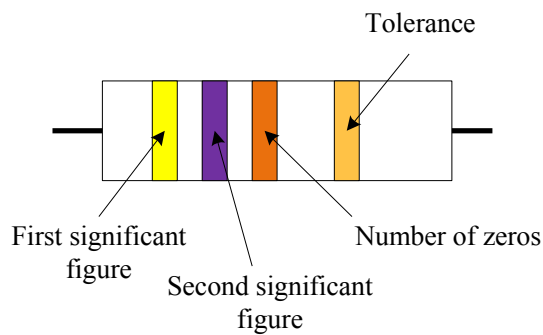 Tolerance
First significant
figure
Second significant
figure
Number of zeros